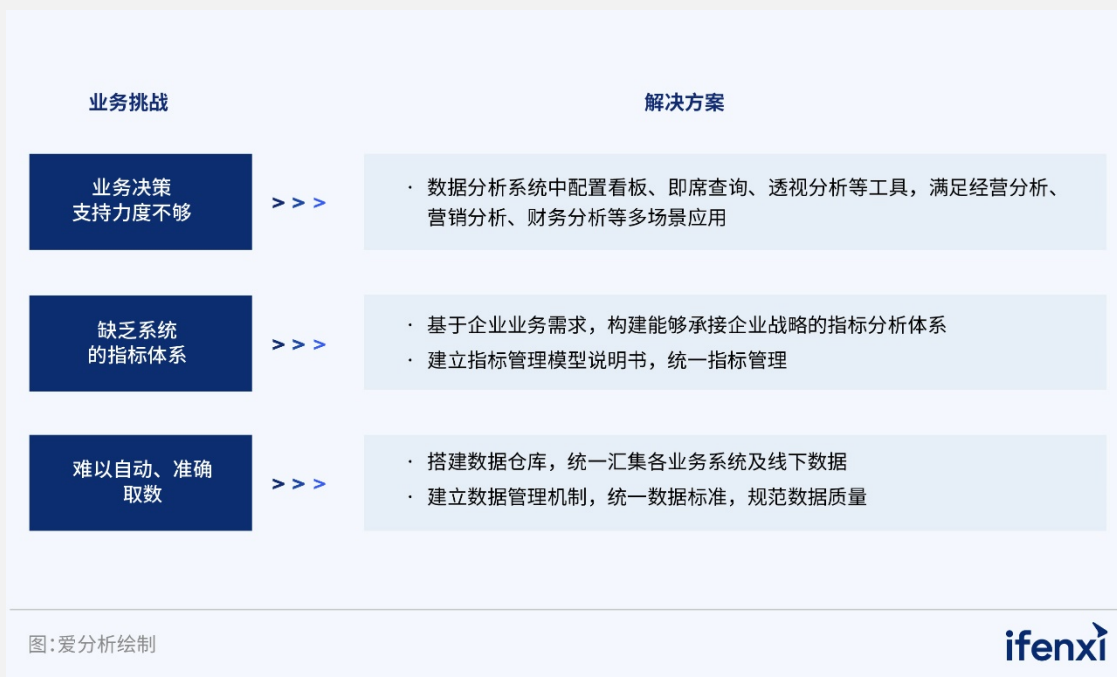 业务挑战
解决方案
业务决策
支持力度不够
>>>
· 数据分析系统中配置看板、即席查询、透视分析等工具，满足经营分析、
营销分析、财务分析等多场景应用
缺乏系统
的指标体系
>>>
· 基于企业业务需求，构建能够承接企业战略的指标分析体系
· 建立指标管理模型说明书，统一指标管理
难以自动、准确
取数
>>>
· 搭建数据仓库，统一汇集各业务系统及线下数据
· 建立数据管理机制，统一数据标准，规范数据质量
图:爱分析绘制
ifenxi